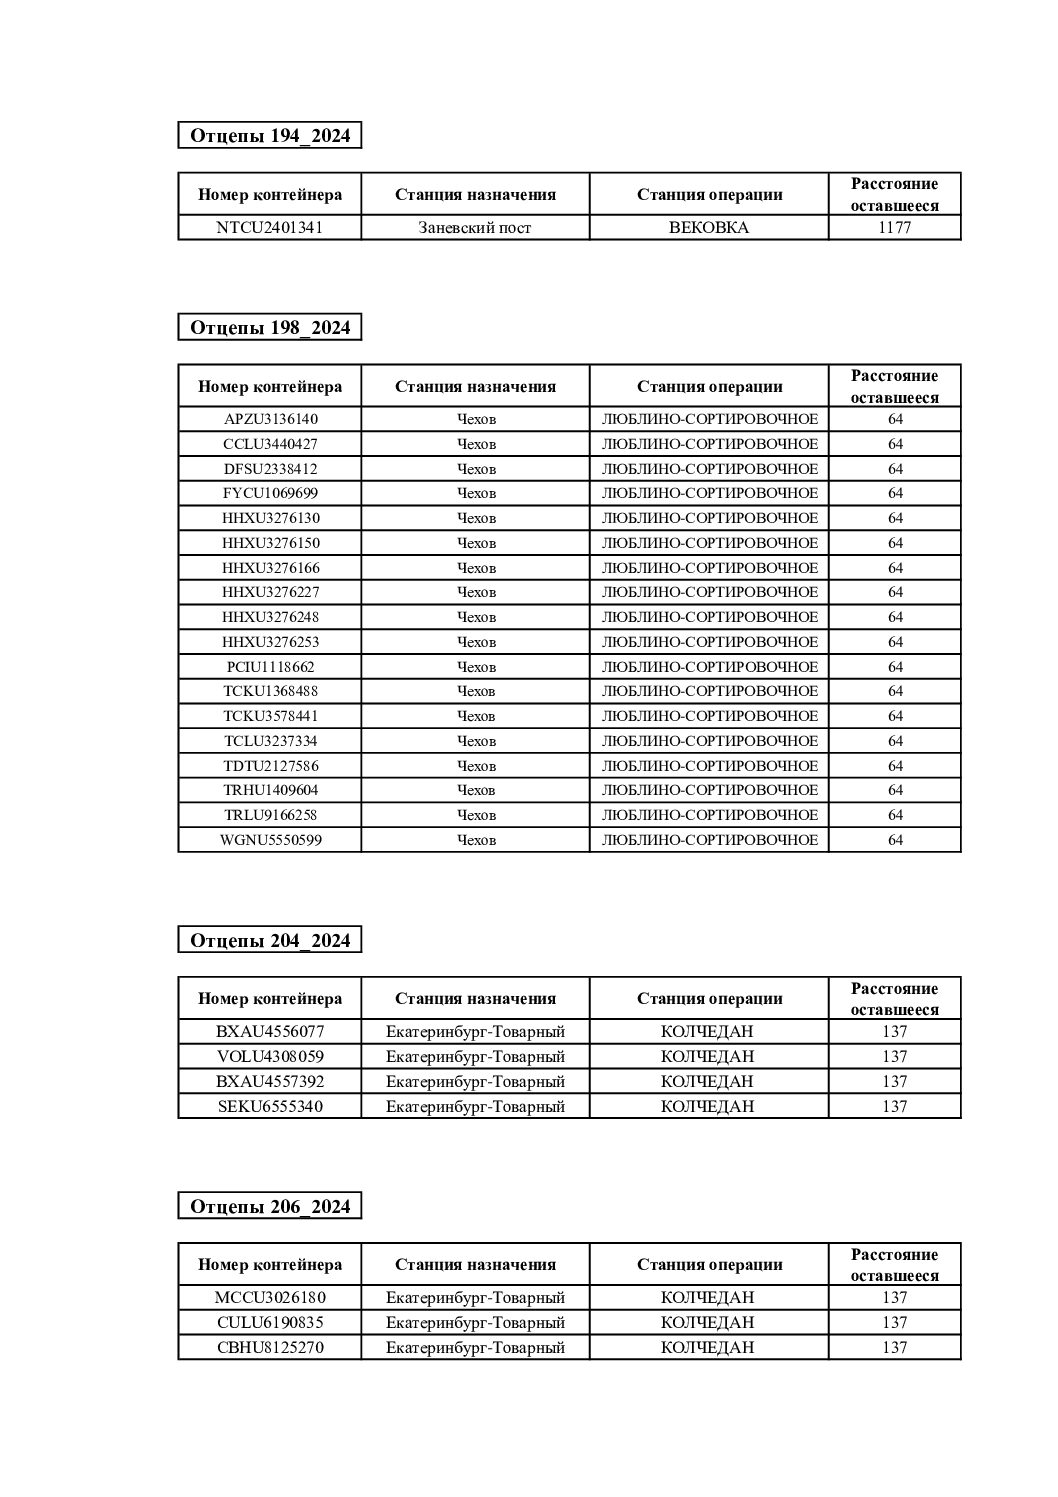 Отцепы 194_2024
Номер контейнера Станция назначения Станция операции Расстояние оставшееся
NTCU2401341 Заневский пост ВЕКОВКА 1177
Отцепы 198_2024
Номер контейнера Станция назначения Станция операции Расстояние оставшееся
APZU3136140 Чехов ЛЮБЛИНО-СОРТИРОВОЧНОЕ 64
CCLU3440427 Чехов ЛЮБЛИНО-СОРТИРОВОЧНОЕ 64
DFSU2338412 Чехов ЛЮБЛИНО-СОРТИРОВОЧНОЕ 64
FYCU1069699 Чехов ЛЮБЛИНО-СОРТИРОВОЧНОЕ 64
HHXU3276130 Чехов ЛЮБЛИНО-СОРТИРОВОЧНОЕ 64
HHXU3276150 Чехов ЛЮБЛИНО-СОРТИРОВОЧНОЕ 64
HHXU3276166 Чехов ЛЮБЛИНО-СОРТИРОВОЧНОЕ 64
HHXU3276227 Чехов ЛЮБЛИНО-СОРТИРОВОЧНОЕ 64
HHXU3276248 Чехов ЛЮБЛИНО-СОРТИРОВОЧНОЕ 64
HHXU3276253 Чехов ЛЮБЛИНО-СОРТИРОВОЧНОЕ 64
PCIU1118662 Чехов ЛЮБЛИНО-СОРТИРОВОЧНОЕ 64
TCKU1368488 Чехов ЛЮБЛИНО-СОРТИРОВОЧНОЕ 64
TCKU3578441 Чехов ЛЮБЛИНО-СОРТИРОВОЧНОЕ 64
TCLU3237334 Чехов ЛЮБЛИНО-СОРТИРОВОЧНОЕ 64
TDTU2127586 Чехов ЛЮБЛИНО-СОРТИРОВОЧНОЕ 64
TRHU1409604 Чехов ЛЮБЛИНО-СОРТИРОВОЧНОЕ 64
TRLU9166258 Чехов ЛЮБЛИНО-СОРТИРОВОЧНОЕ 64
WGNU5550599 Чехов ЛЮБЛИНО-СОРТИРОВОЧНОЕ 64
Отцепы 204_2024
Номер контейнера Станция назначения Станция операции Расстояние оставшееся
BXAU4556077 Екатеринбург-Товарный КОЛЧЕДАН 137
VOLU4308059 Екатеринбург-Товарный КОЛЧЕДАН 137
BXAU4557392 Екатеринбург-Товарный КОЛЧЕДАН 137
SEKU6555340 Екатеринбург-Товарный КОЛЧЕДАН 137
Отцепы 206_2024
Номер контейнера Станция назначения Станция операции Расстояние оставшееся
MCCU3026180 Екатеринбург-Товарный КОЛЧЕДАН 137
CULU6190835 Екатеринбург-Товарный КОЛЧЕДАН 137
CBHU8125270 Екатеринбург-Товарный КОЛЧЕДАН 137